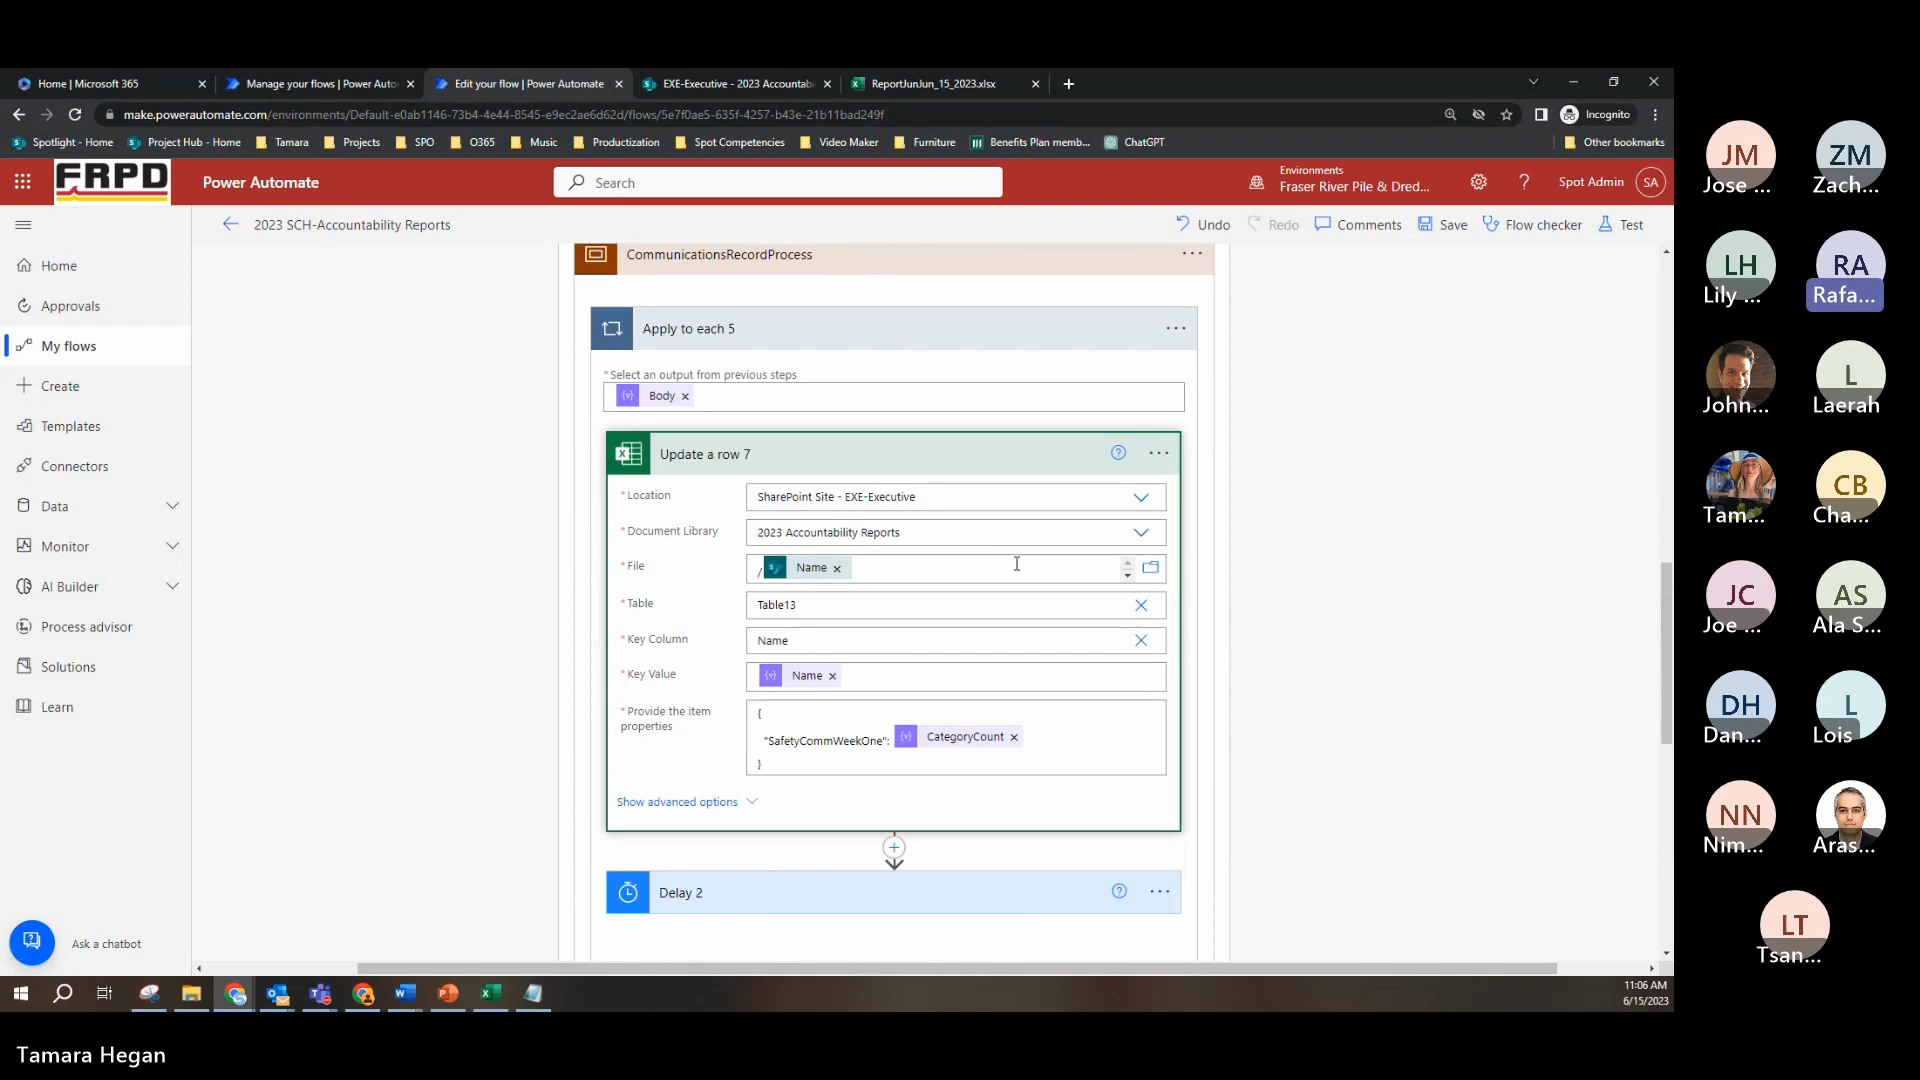 Home | Microsoft 365
Manage your flows | Power Auto
Edit your flow | Power Automate
EXE-Executive - 2023 Accountab
ReportJunJun_15_2023.xlsx
make.powerautomate.com/environments/Default-e0ab1146-73b4-4e44-8545-e9ec2ae6d62d/flows/5e7f0ae5-635f-4257-b43e-21b11bad249f
Incognito
Spotlight - Home
Project Hub - Home
Tamara
Projects
SPO
O365
Music
Productization
Spot Competencies
Video Maker
Furniture
Benefits Plan memb...
ChatGPT
Other bookmarks
FRPD
Power Automate
Search
Environments
Fraser River Pile & Dred...
?
Spot Admin
SA
2023 SCH-Accountability Reports
Undo
Redo
Comments
Save
Flow checker
Test
Home
Approvals
My flows
Create
Templates
Connectors
Data
Monitor
AI Builder
Process advisor
Solutions
Learn
Ask a chatbot
CommunicationsRecordProcess
Apply to each 5
* Select an output from previous steps
Body
Update a row 7
* Location
SharePoint Site - EXE-Executive
* Document Library
2023 Accountability Reports
* File
/ Name
* Table
Table13
* Key Column
Name
* Key Value
Name
* Provide the item
properties
{
"SafetyCommWeekOne": CategoryCount
}
Show advanced options
Delay 2
11:06 AM
6/15/2023
JM
Jose ...
ZM
Zach...
LH
Lily ...
RA
Rafa...
John...
L
Laerah
Tam...
CB
Cha...
JC
Joe ...
AS
Ala S...
DH
Dan...
L
Lois
NN
Nim...
Aras...
LT
Tsan...
Tamara Hegan